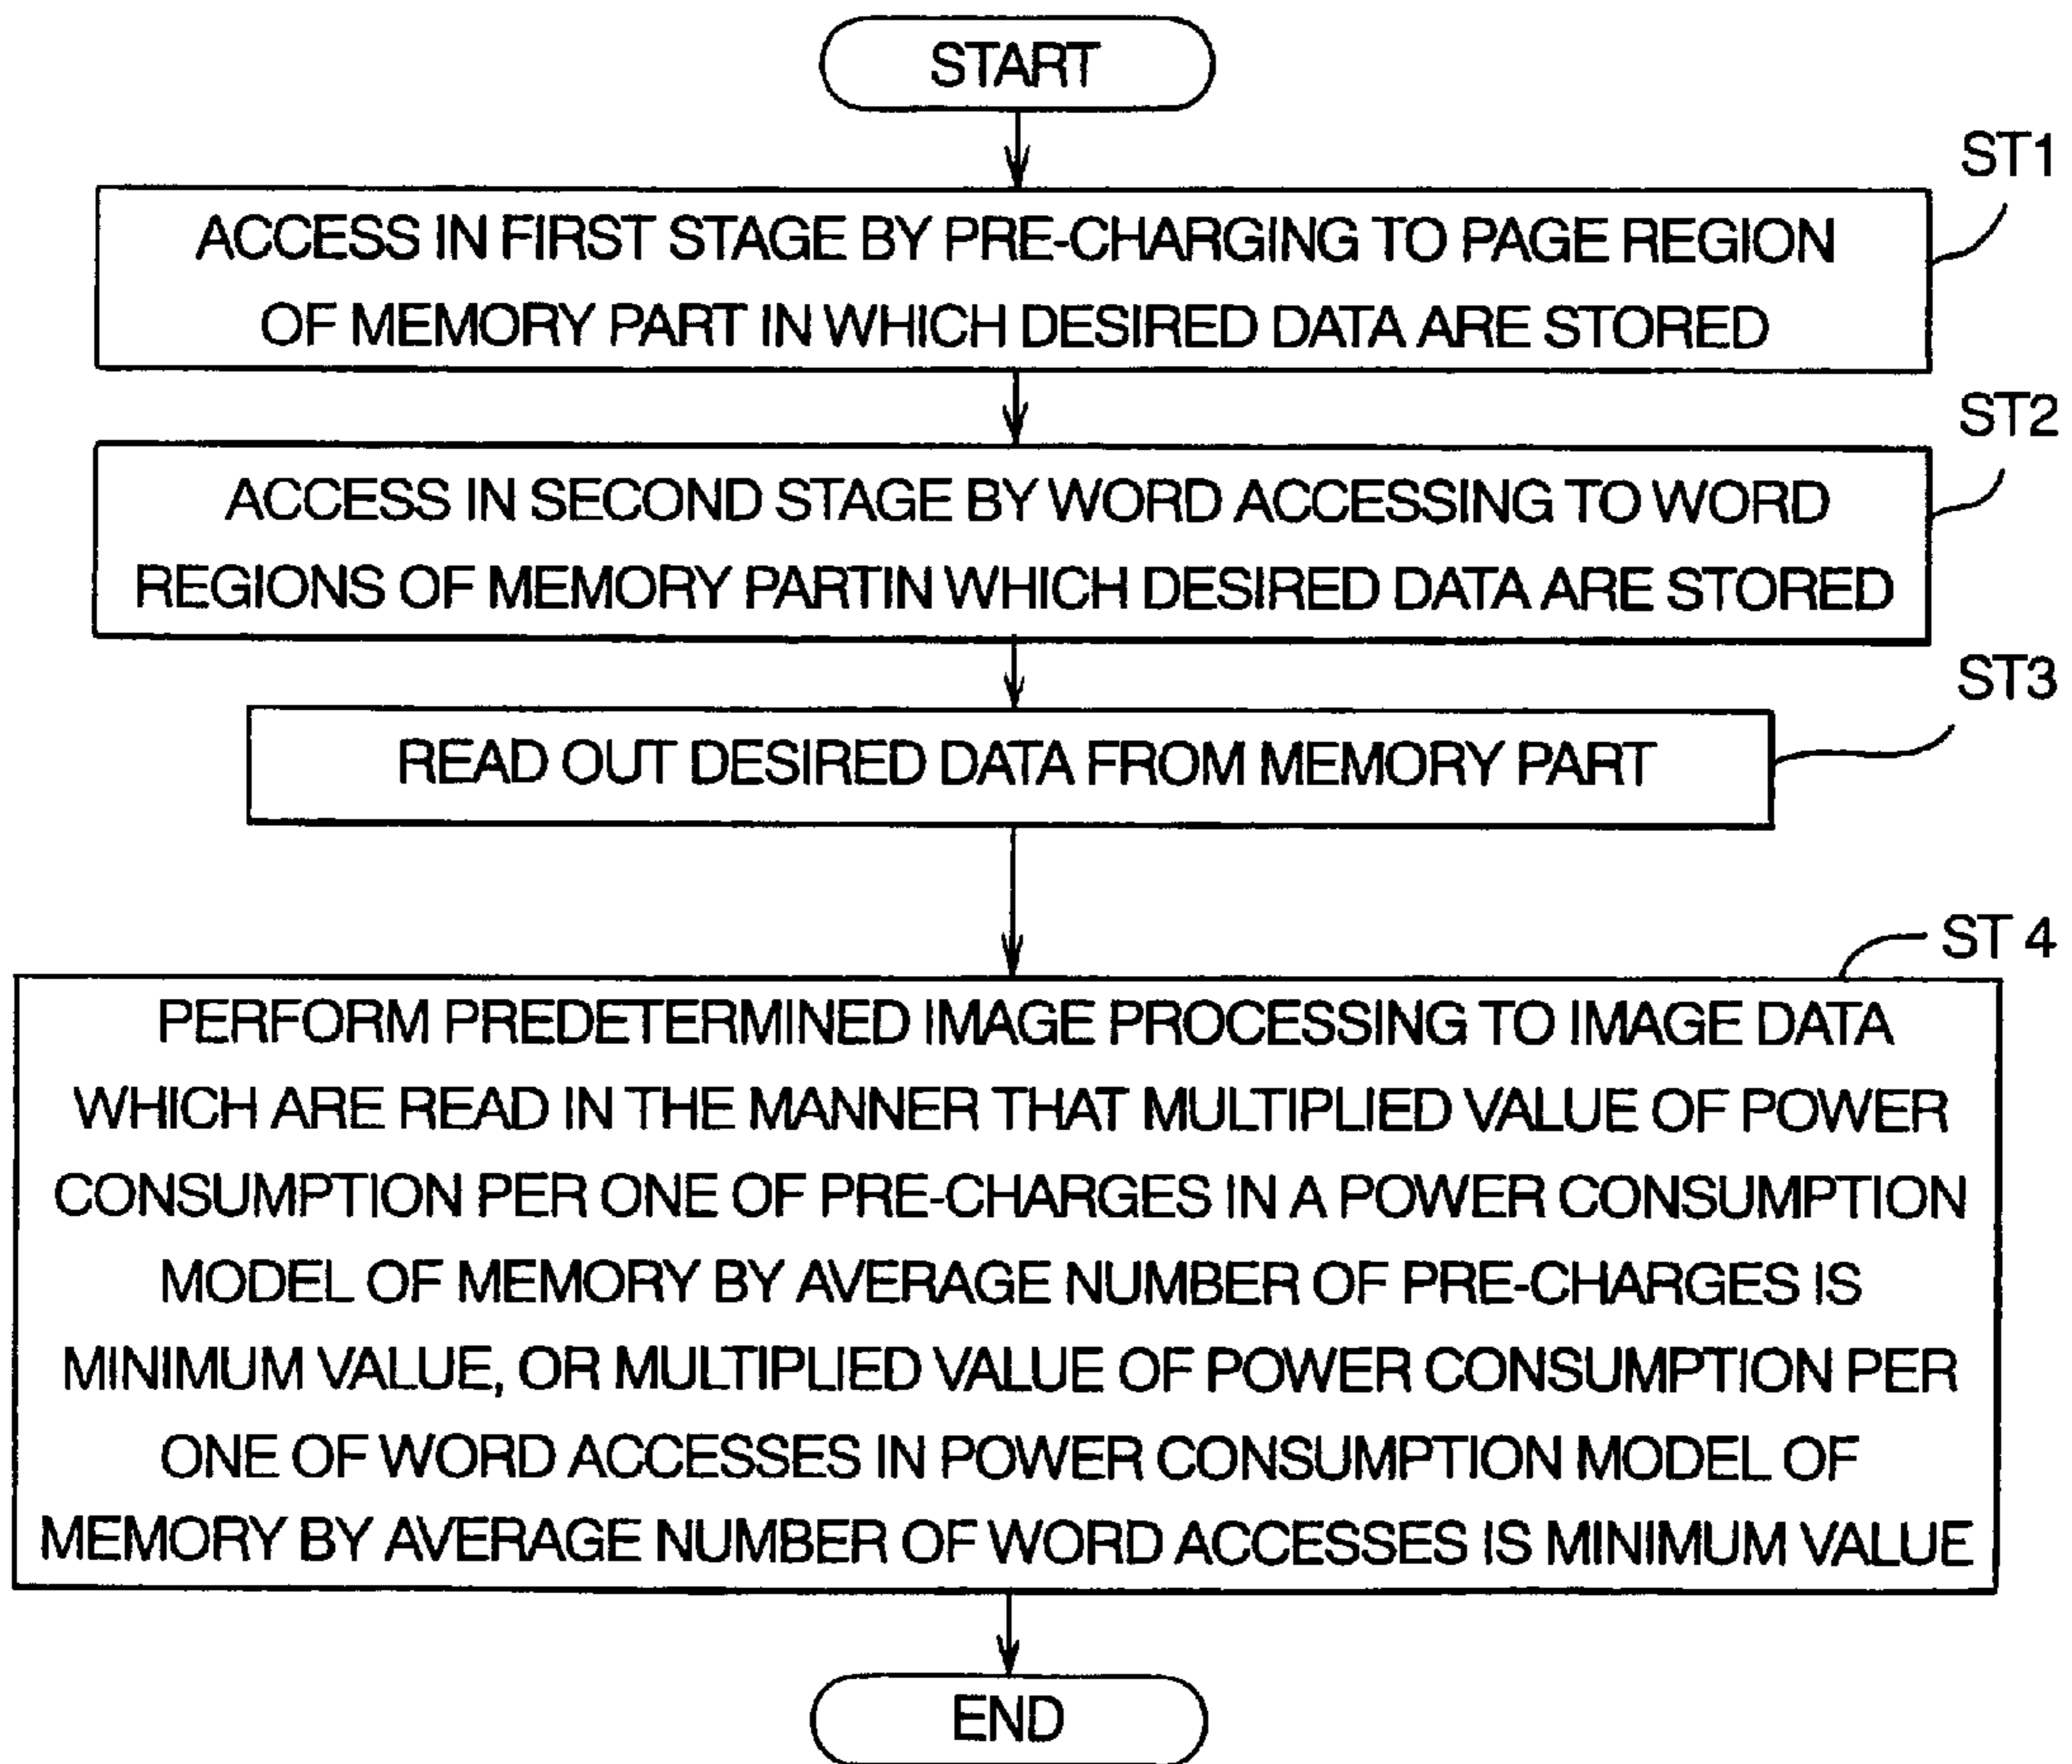 START
ST1
ACCESS IN FIRST STAGE BY PRE-CHARGING TO PAGE REGION
OF MEMORY PART IN WHICH DESIRED DATA ARE STORED
ST2
ACCESS IN SECOND STAGE BY WORD ACCESSING TO WORD
REGIONS OF MEMORY PARTIN WHICH DESIRED DATA ARE STORED
ST3
READ OUT DESIRED DATA FROM MEMORY PART
ST 4
PERFORM PREDETERMINED IMAGE PROCESSING TO IMAGE DATA
WHICH ARE READ IN THE MANNER THAT MULTIPLIED VALUE OF POWER
CONSUMPTION PER ONE OF PRE-CHARGES IN A POWER CONSUMPTION
MODEL OF MEMORY BY AVERAGE NUMBER OF PRE-CHARGES IS
MINIMUM VALUE, OR MULTIPLIED VALUE OF POWER CONSUMPTION PER
ONE OF WORD ACCESSES IN POWER CONSUMPTION MODEL OF
MEMORY BY AVERAGE NUMBER OF WORD ACCESSES IS MINIMUM VALUE
END